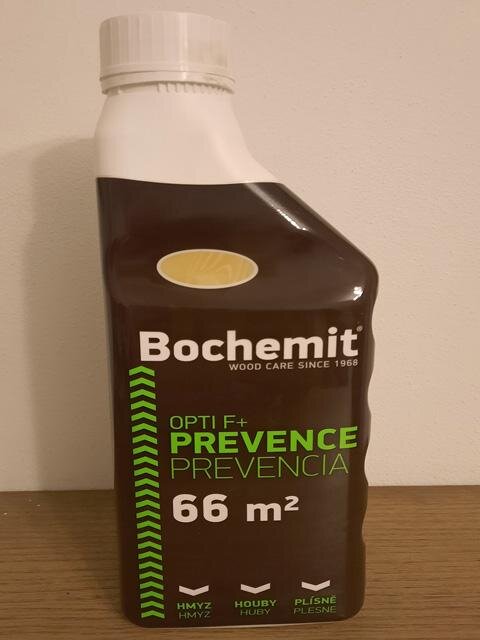 Bochemit®
WOOD CARE SINCE 1968
OPTI F+
PREVENCE
PREVENCIA
66 m²
HMYZ HOUBY PLÍSNĚ
HMYZ HUBY PLESNE